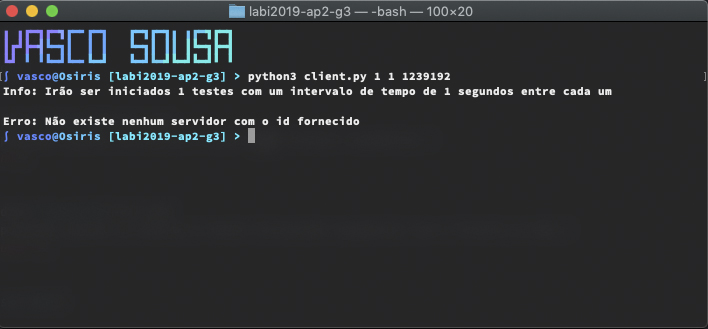 labi2019-ap2-g3 — -bash — 100×20
VASCO SOUSA
[∫ vasco@Osiris [labi2019-ap2-g3] > python3 client.py 1 1 1239192 ]
Info: Irão ser iniciados 1 testes com um intervalo de tempo de 1 segundos entre cada um
Erro: Não existe nenhum servidor com o id fornecido
∫ vasco@Osiris [labi2019-ap2-g3] >